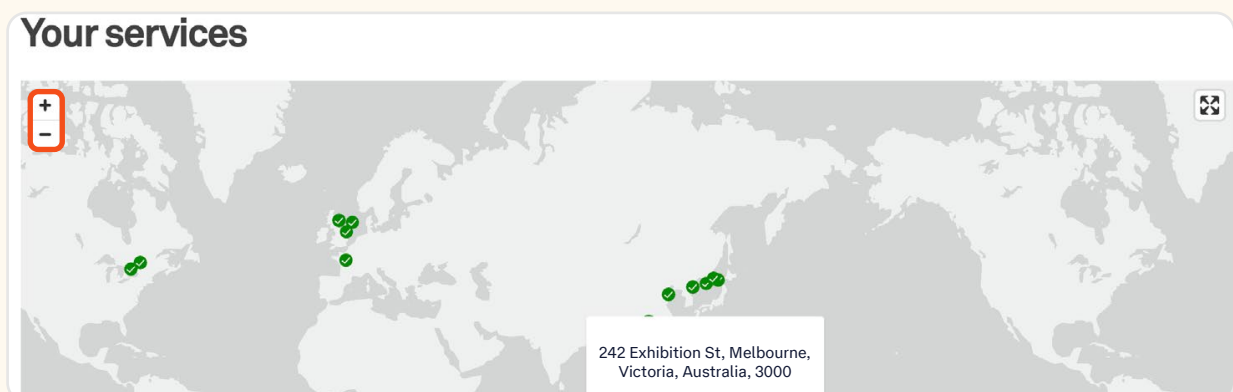 Your services
+
−
242 Exhibition St, Melbourne,
Victoria, Australia, 3000